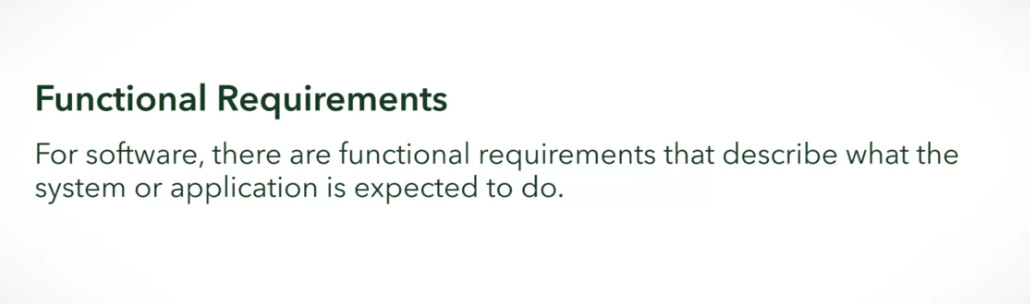 Functional Requirements
For software, there are functional requirements that describe what the
system or application is expected to do.